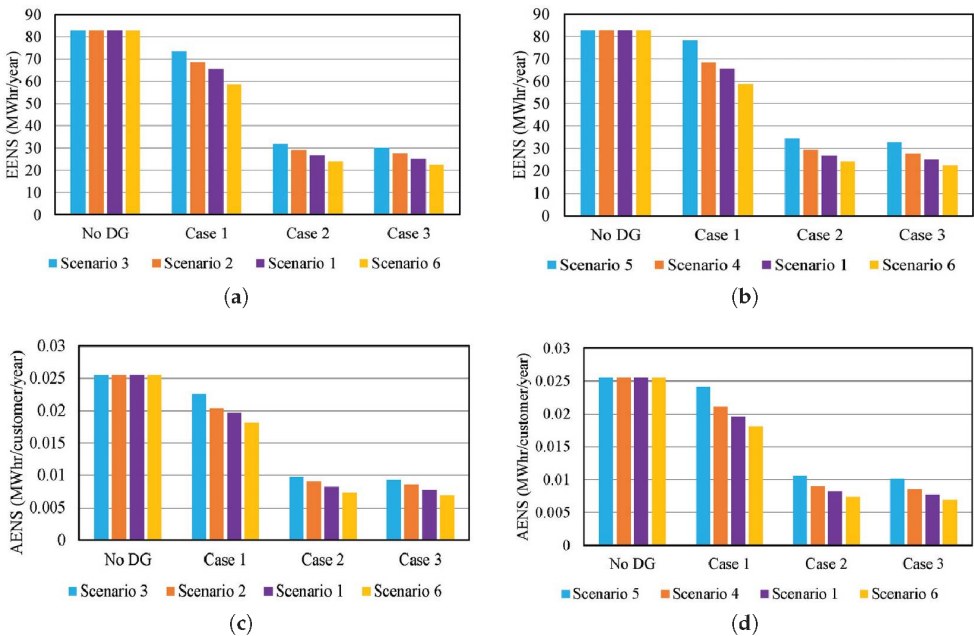 EENS (MWhr/year)
90
80
70
60
50
40
30
20
10
0
No DG Case 1 Case 2 Case 3
Scenario 3 Scenario 2 Scenario 1 Scenario 6
(a)
EENS (MWhr/year)
90
80
70
60
50
40
30
20
10
0
No DG Case 1 Case 2 Case 3
Scenario 5 Scenario 4 Scenario 1 Scenario 6
(b)
AENS (MWhr/customer/year)
0.03
0.025
0.02
0.015
0.01
0.005
0
No DG Case 1 Case 2 Case 3
Scenario 3 Scenario 2 Scenario 1 Scenario 6
(c)
AENS (MWhr/customer/year)
0.03
0.025
0.02
0.015
0.01
0.005
0
No DG Case 1 Case 2 Case 3
Scenario 5 Scenario 4 Scenario 1 Scenario 6
(d)